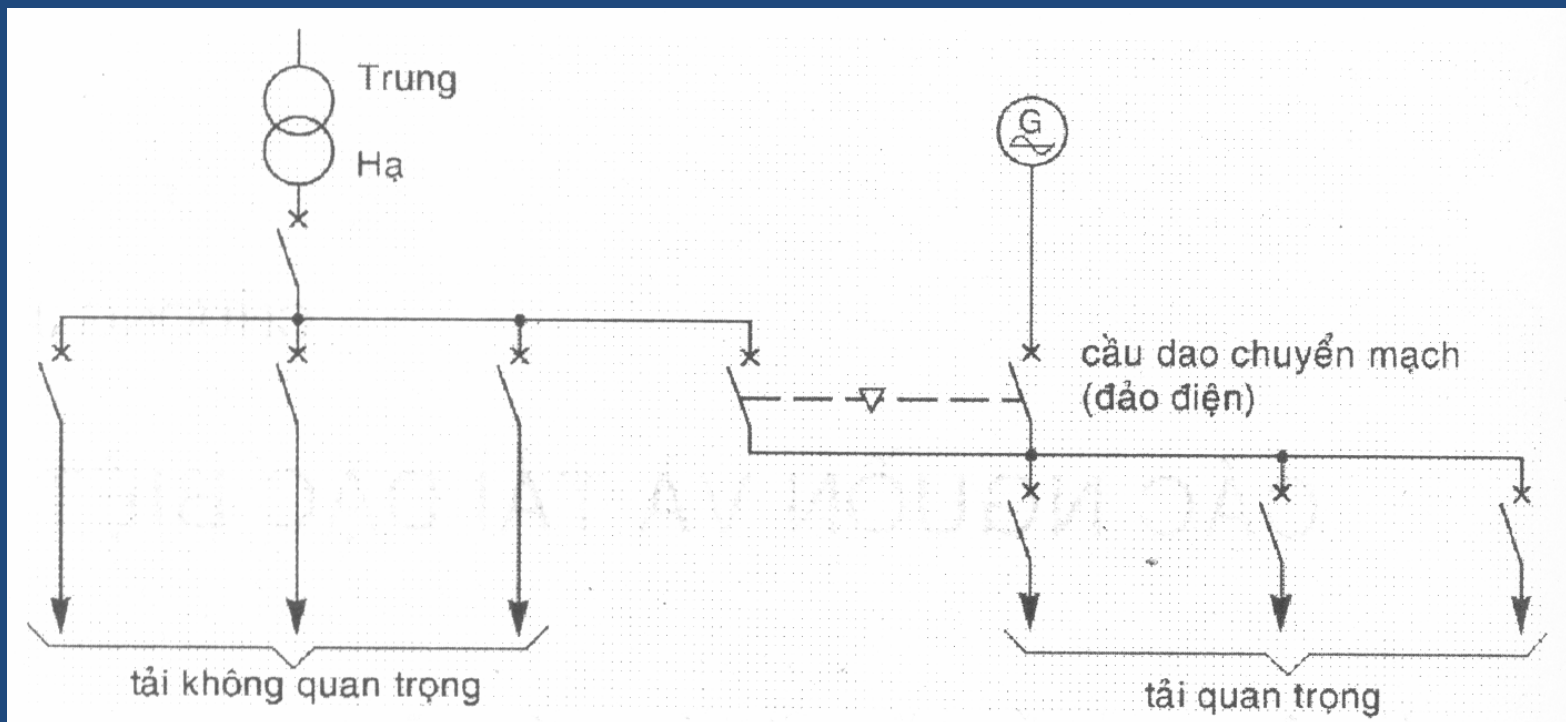 Trung
Hạ
G
cầu dao chuyển mạch
(đảo điện)
tải không quan trọng
tải quan trọng